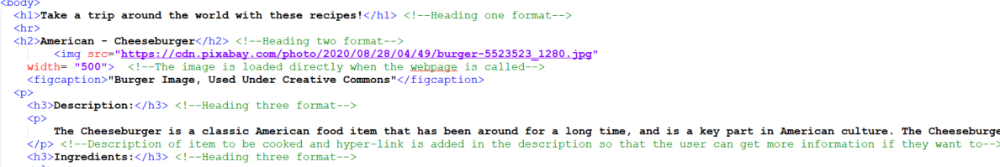 <body>
<h1>Take a trip around the world with these recipes!</h1> <!--Heading one format-->
<hr>
<h2>American - Cheeseburger</h2> <!--Heading two format-->
<img src="https://cdn.pixabay.com/photo/2020/08/28/04/49/burger-5523523_1280.jpg"
width= "500"> <!--The image is loaded directly when the webpage is called-->
<figcaption>"Burger Image, Used Under Creative Commons"</figcaption>
<p>
<h3>Description:</h3> <!--Heading three format-->
<p>
The Cheeseburger is a classic American food item that has been around for a long time, and is a key part in American culture. The Cheeseburge
</p> <!--Description of item to be cooked and hyper-link is added in the description so that the user can get more information if they want to-->
<h3>Ingredients:</h3> <!--Heading three format-->